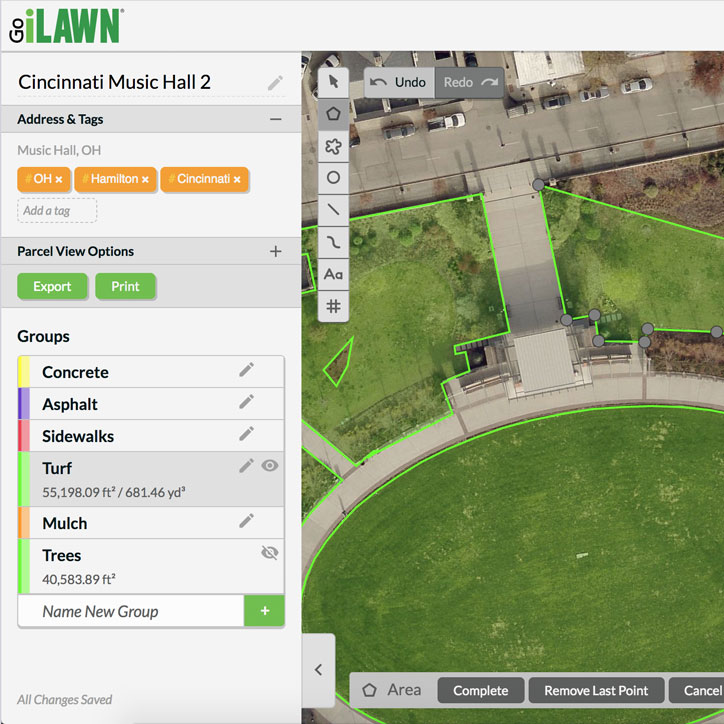 Go iLAWN®
Cincinnati Music Hall 2
Address & Tags
Music Hall, OH
# OH × # Hamilton × # Cincinnati ×
Add a tag
Parcel View Options
Export Print
Groups
Concrete
Asphalt
Sidewalks
Turf
55,198.09 ft² / 681.46 yd³
Mulch
Trees
40,583.89 ft²
Name New Group +
All Changes Saved
Undo Redo
Aa
Area Complete Remove Last Point Cancel